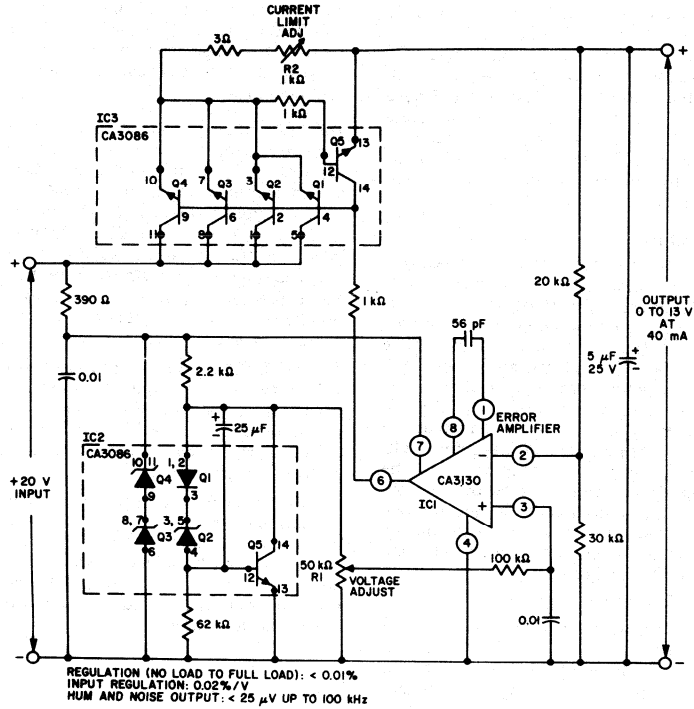 CURRENT
LIMIT
ADJ
3Ω
R2
1 kΩ
+
1 kΩ
IC3
CA3086
Q5
13
12
14
10
Q4
7
Q3
3
Q2
Q1
9
6
2
4
11
8
1
5
+
390 Ω
1 kΩ
20 kΩ
OUTPUT
0 TO 13 V
AT
40 mA
56 pF
5 μF
25 V
+
-
0.01
2.2 kΩ
+
-
25 μF
8
1
ERROR
AMPLIFIER
7
IC2
CA3086
10 11
Q4
9
1, 2
Q1
3
6
CA3130
IC1
-
2
+
3
+20 V
INPUT
8, 7
Q3
6
3, 5
Q2
4
Q5
14
12
13
4
50 kΩ
R1
VOLTAGE
ADJUST
100 kΩ
30 kΩ
62 kΩ
0.01
-
-
REGULATION (NO LOAD TO FULL LOAD): < 0.01%
INPUT REGULATION: 0.02%/V
HUM AND NOISE OUTPUT: < 25 μV UP TO 100 kHz